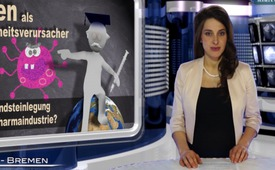 en als
heitsverursacher
ndsteinlegung
harmaindustrie?
- Bremen